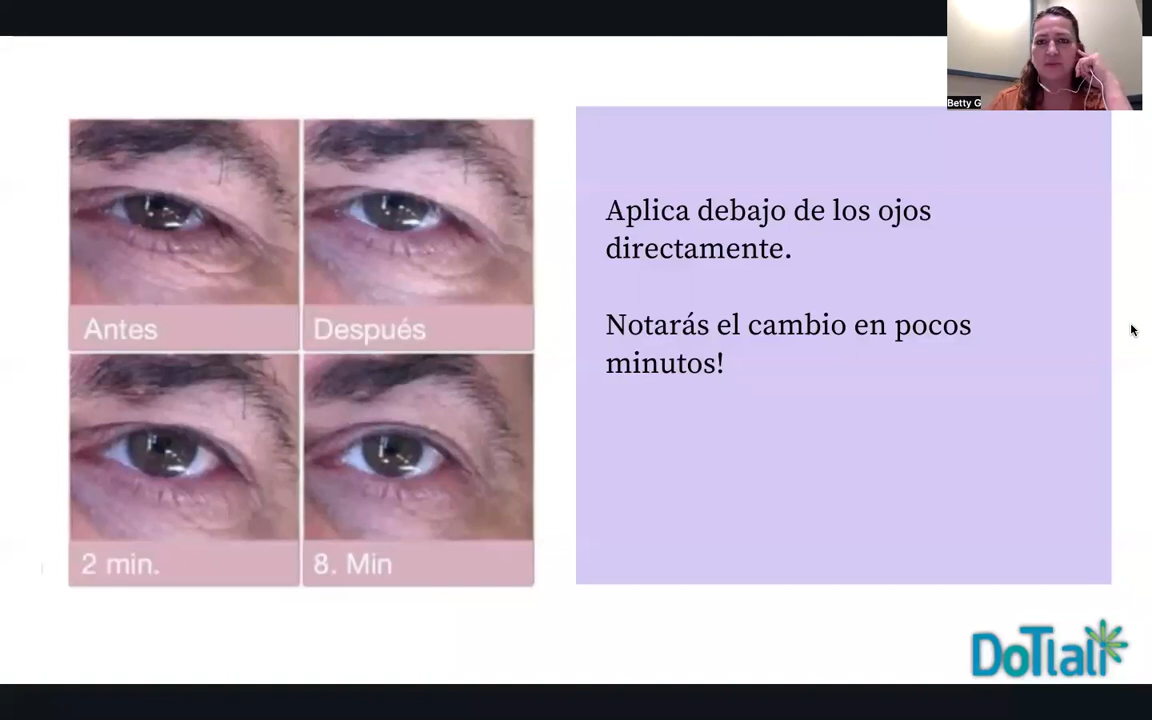 Betty G
Aplica debajo de los ojos
directamente.
Notarás el cambio en pocos
minutos!
Antes
Después
2 min.
8. Min
DoTlali